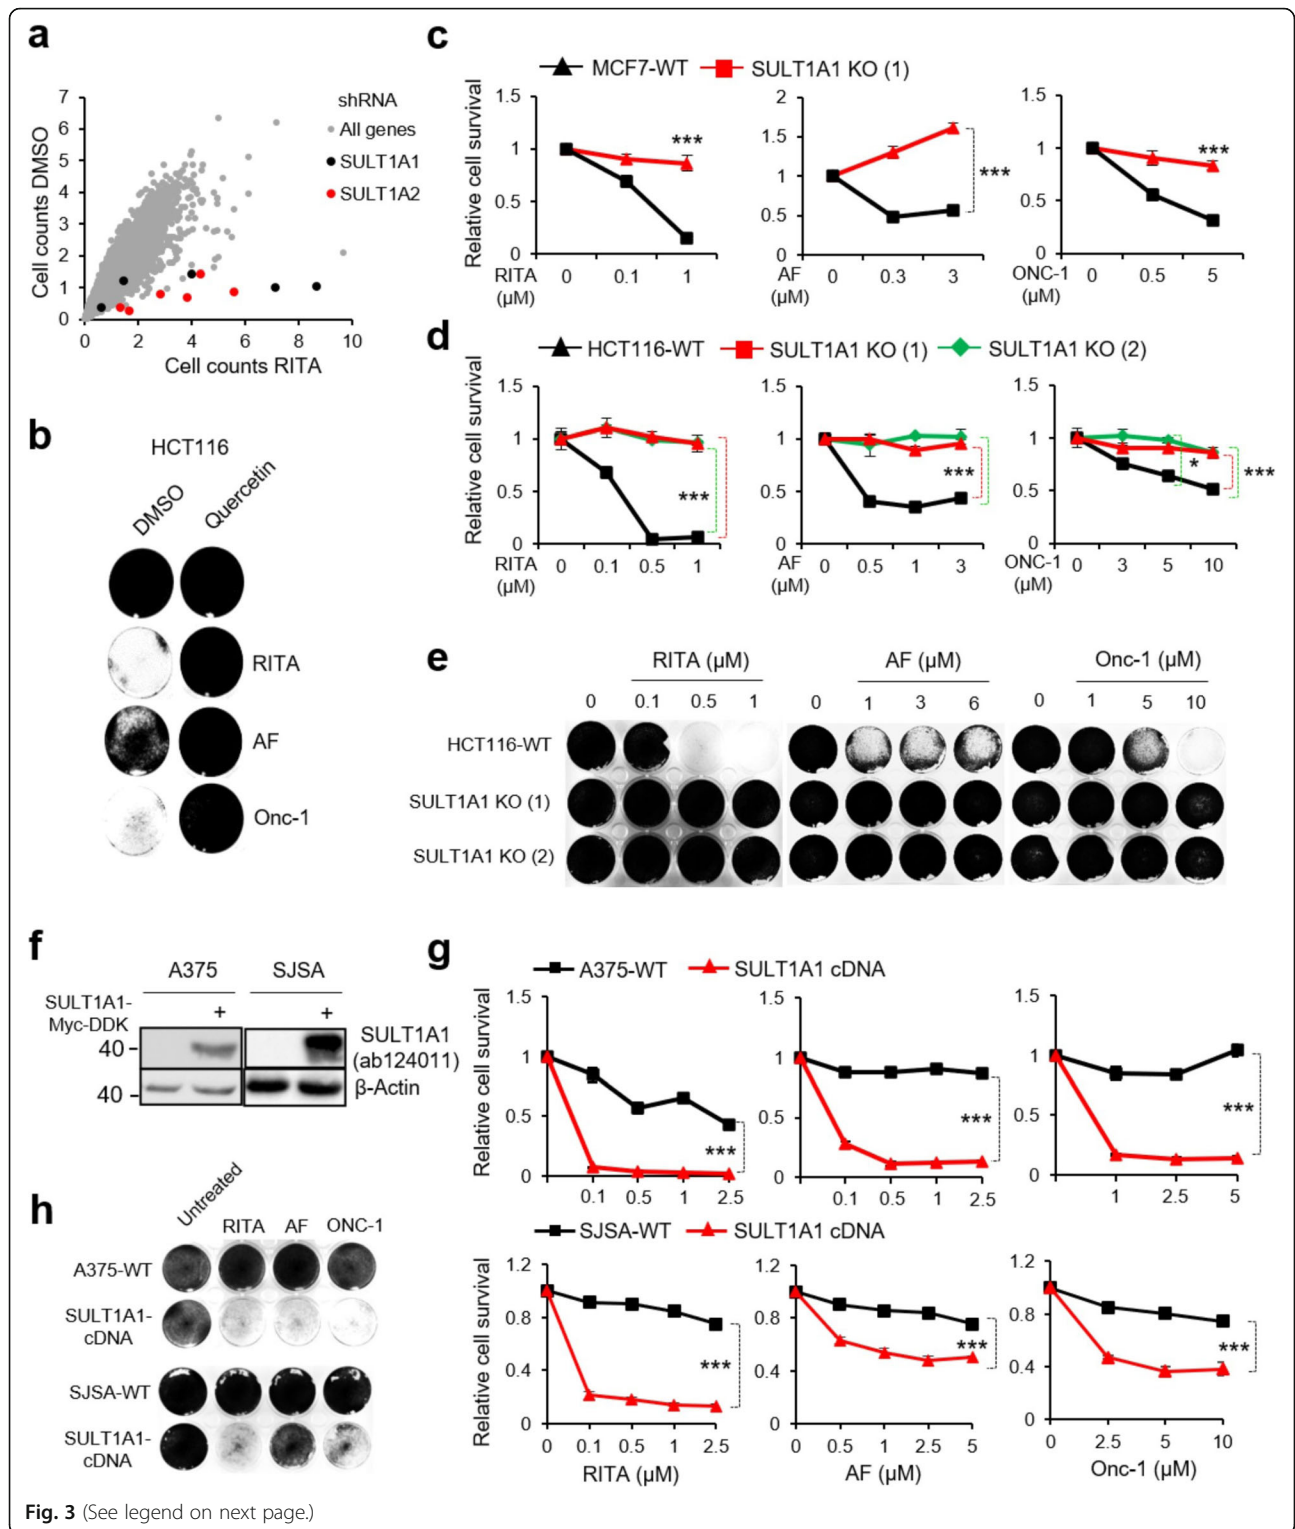 a
shRNA
All genes
SULT1A1
SULT1A2
Cell counts DMSO
7
6
5
4
3
2
1
0
0 2 4 6 8 10
Cell counts RITA
b
HCT116
DMSO Quercetin
RITA
AF
Onc-1
c
MCF7-WT SULT1A1 KO (1)
Relative cell survival
1.5
1
0.5
0
***
RITA 0 0.1 1
(µM)
2
1.5
1
0.5
0
***
AF 0 0.3 3
(µM)
1.5
1
0.5
0
***
ONC-1 0 0.5 5
(µM)
d
HCT116-WT SULT1A1 KO (1) SULT1A1 KO (2)
Relative cell survival
1.5
1
0.5
0
***
RITA 0 0.1 0.5 1
(µM)
1.5
1
0.5
0
***
AF 0 0.5 1 3
(µM)
1.5
1
0.5
0
* ***
ONC-1 0 3 5 10
(µM)
e
RITA (µM) AF (µM) Onc-1 (µM)
0 0.1 0.5 1 0 1 3 6 0 1 5 10
HCT116-WT
SULT1A1 KO (1)
SULT1A1 KO (2)
f
A375 SJSA
SULT1A1-
Myc-DDK
+ +
40
SULT1A1
(ab124011)
40
β-Actin
g
A375-WT SULT1A1 cDNA
Relative cell survival
1.5
1
0.5
0
***
0.1 0.5 1 2.5
1.5
1
0.5
0
***
0.1 0.5 1 2.5
1.5
1
0.5
0
***
1 2.5 5
SJSA-WT SULT1A1 cDNA
Relative cell survival
1.2
0.8
0.4
0
***
0 0.1 0.5 1 2.5
RITA (µM)
1.2
0.8
0.4
0
***
0 0.5 1 2.5 5
AF (µM)
1.2
0.8
0.4
0
***
0 2.5 5 10
Onc-1 (µM)
h
Untreated RITA AF ONC-1
A375-WT
SULT1A1-
cDNA
SJSA-WT
SULT1A1-
cDNA
Fig. 3 (See legend on next page.)